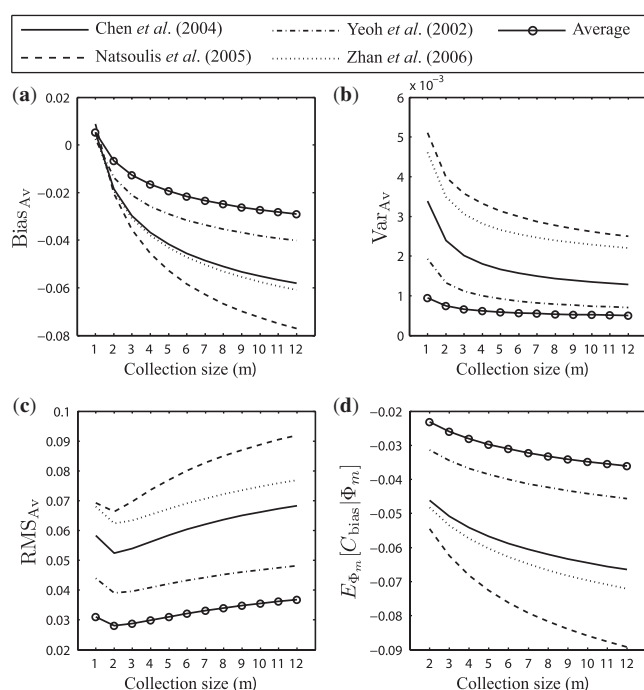 Chen et al. (2004)
Yeoh et al. (2002)
Average
Natsoulis et al. (2005)
Zhan et al. (2006)
(a)
0.02
0
−0.02
−0.04
−0.06
−0.08
Bias_Av
1 2 3 4 5 6 7 8 9 10 11 12
Collection size (m)
(b)
x 10⁻³
6
5
4
3
2
1
0
Var_Av
1 2 3 4 5 6 7 8 9 10 11 12
Collection size (m)
(c)
0.1
0.09
0.08
0.07
0.06
0.05
0.04
0.03
0.02
RMS_Av
1 2 3 4 5 6 7 8 9 10 11 12
Collection size (m)
(d)
−0.02
−0.03
−0.04
−0.05
−0.06
−0.07
−0.08
−0.09
E_Φm[C_bias|Φ_m]
2 3 4 5 6 7 8 9 10 11 12
Collection size (m)